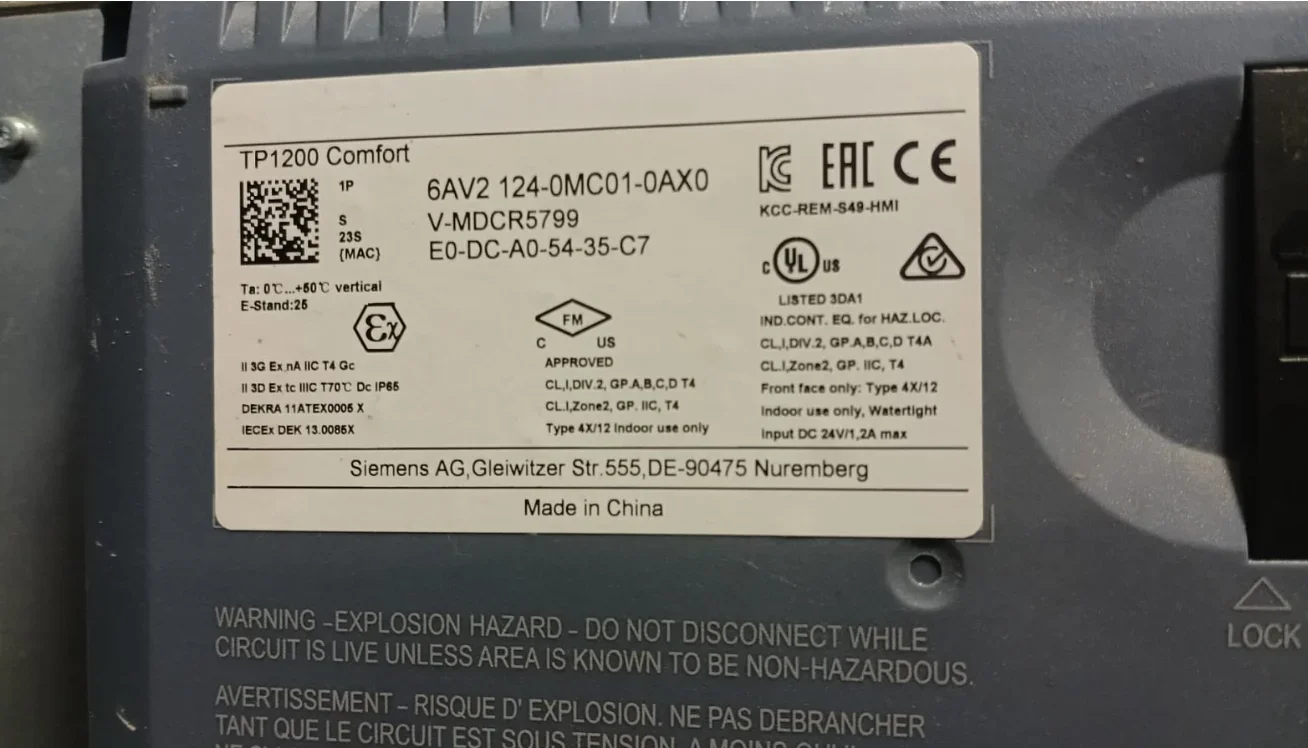 TP1200 Comfort
1P 6AV2 124-0MC01-0AX0
S V-MDCR5799
23S E0-DC-A0-54-35-C7
(MAC)
KCC-REM-S49-HMI
Ta: 0℃...+50℃ vertical
E-Stand:25
Ex
II 3G Ex nA IIC T4 Gc
II 3D Ex tc IIIC T70℃ Dc IP65
DEKRA 11ATEX0005 X
IECEx DEK 13.0085X
FM
C US
APPROVED
CL,I,DIV.2, GP.A,B,C,D T4
CL.I,Zone2, GP. IIC, T4
Type 4X/12 Indoor use only
EAC CE
C UL US
LISTED 3DA1
IND.CONT. EQ. for HAZ.LOC.
CL,I,DIV.2, GP.A,B,C,D T4A
CL.I,Zone2, GP. IIC, T4
Front face only: Type 4X/12
Indoor use only, Watertight
Input DC 24V/1,2A max
Siemens AG,Gleiwitzer Str.555,DE-90475 Nuremberg
Made in China
LOCK
WARNING -EXPLOSION HAZARD - DO NOT DISCONNECT WHILE
CIRCUIT IS LIVE UNLESS AREA IS KNOWN TO BE NON-HAZARDOUS.
AVERTISSEMENT - RISQUE D' EXPLOSION. NE PAS DEBRANCHER
TANT QUE LE CIRCUIT EST SOUS TENSION, A MOINS